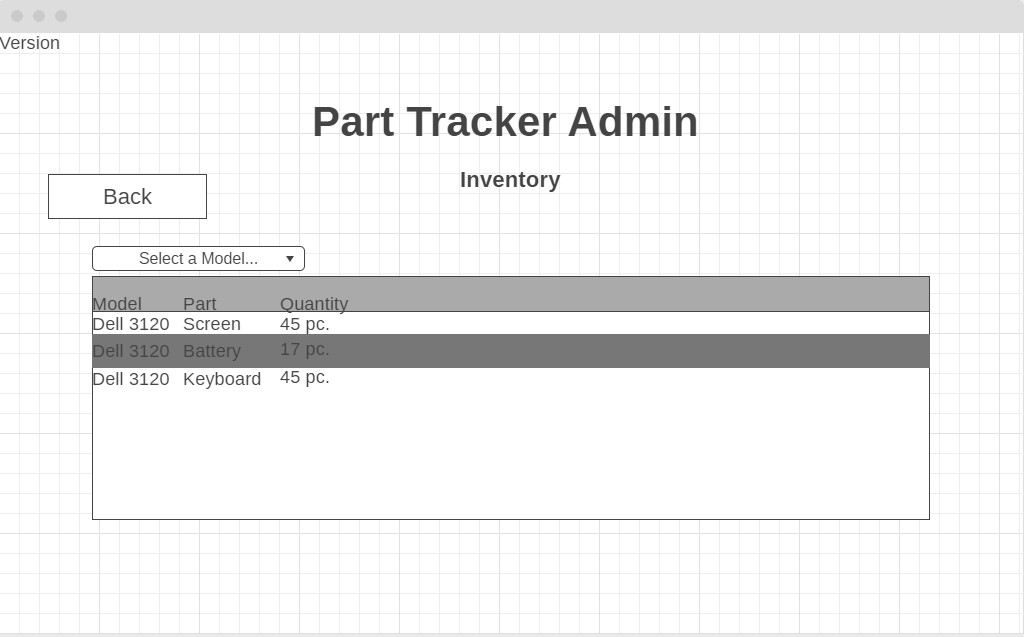 Version
Part Tracker Admin
Inventory
Back
Select a Model...
Model Part Quantity
Dell 3120 Screen 45 pc.
Dell 3120 Battery 17 pc.
Dell 3120 Keyboard 45 pc.